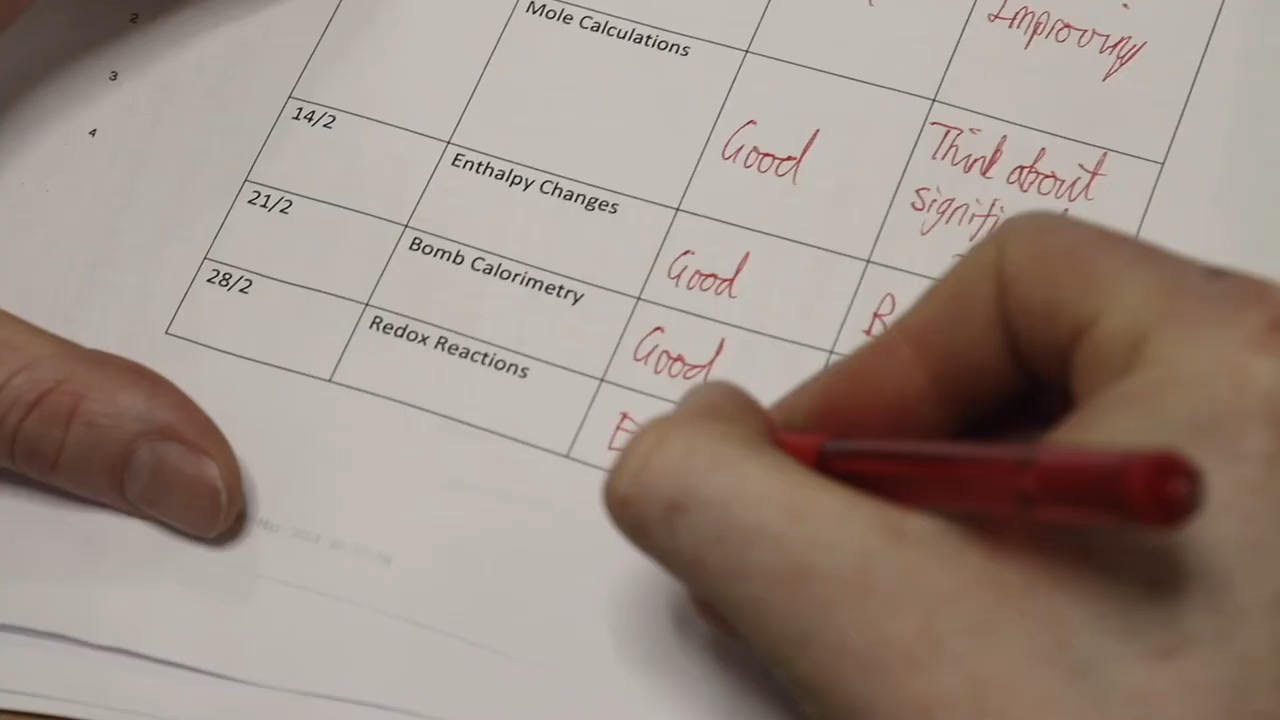 2
3
4
Improving
Mole Calculations
Good
Think about
14/2
Enthalpy Changes
Good
21/2
Bomb Calorimetry
Good
28/2
Redox Reactions